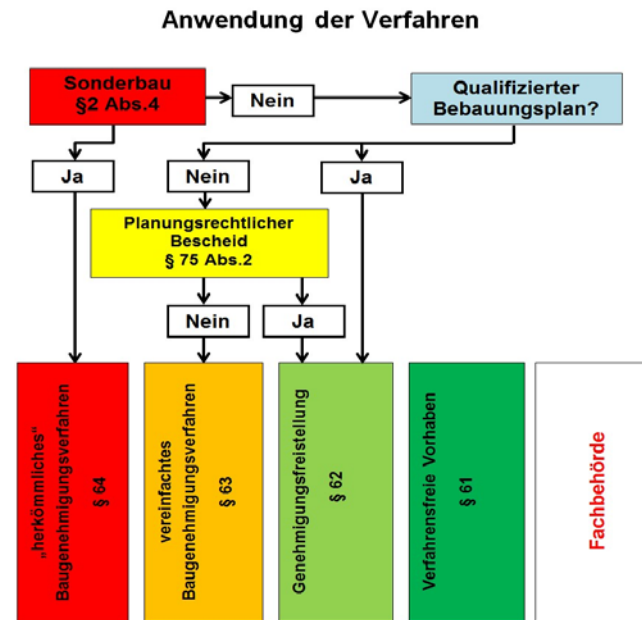 Anwendung der Verfahren
Sonderbau
§2 Abs.4
Nein
Qualifizierter
Bebauungsplan?
Ja
Nein
Ja
Planungsrechtlicher
Bescheid
§ 75 Abs.2
Nein
Ja
„herkömmliches“
Baugenehmigungsverfahren
§ 64
vereinfachtes
Baugenehmigungsverfahren
§ 63
Genehmigungsfreistellung
§ 62
Verfahrensfreie Vorhaben
§ 61
Fachbehörde